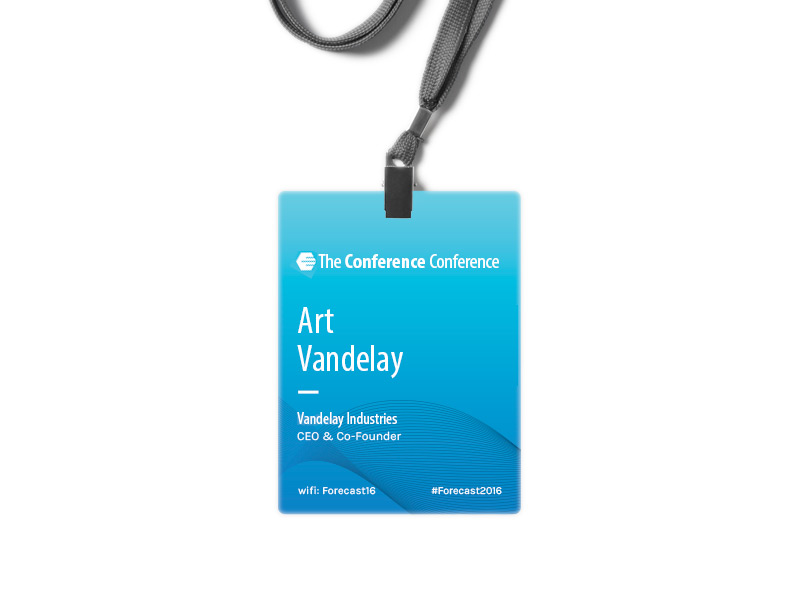 The Conference Conference
Art
Vandelay
Vandelay Industries
CEO & Co-Founder
wifi: Forecast16
#Forecast2016